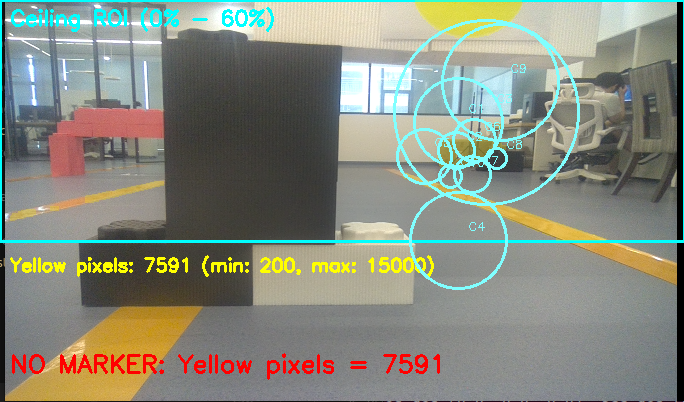 Ceiling ROI (0% - 60%)
C9
C8
C4
Yellow pixels: 7591 (min: 200, max: 15000)
NO MARKER: Yellow pixels = 7591